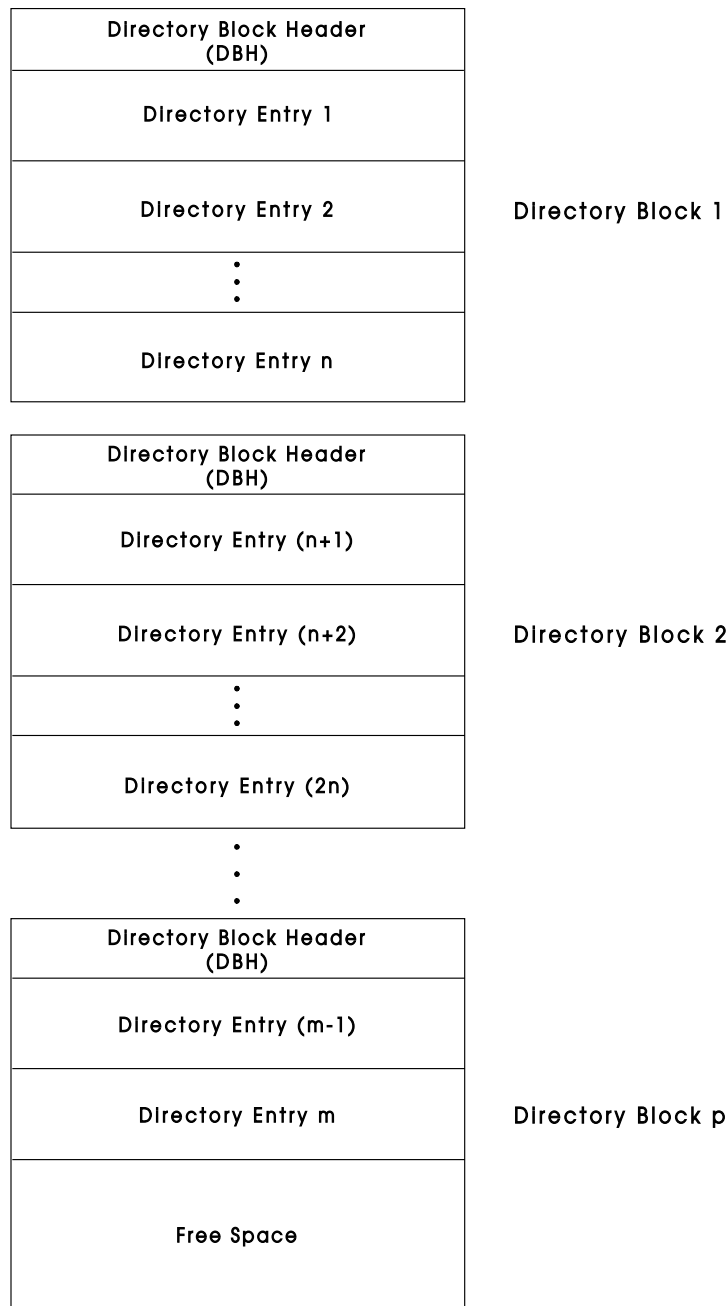 Directory Block Header
(DBH)
Directory Entry 1
Directory Entry 2
Directory Block 1
Directory Entry n
Directory Block Header
(DBH)
Directory Entry (n+1)
Directory Entry (n+2)
Directory Block 2
Directory Entry (2n)
Directory Block Header
(DBH)
Directory Entry (m-1)
Directory Entry m
Directory Block p
Free Space